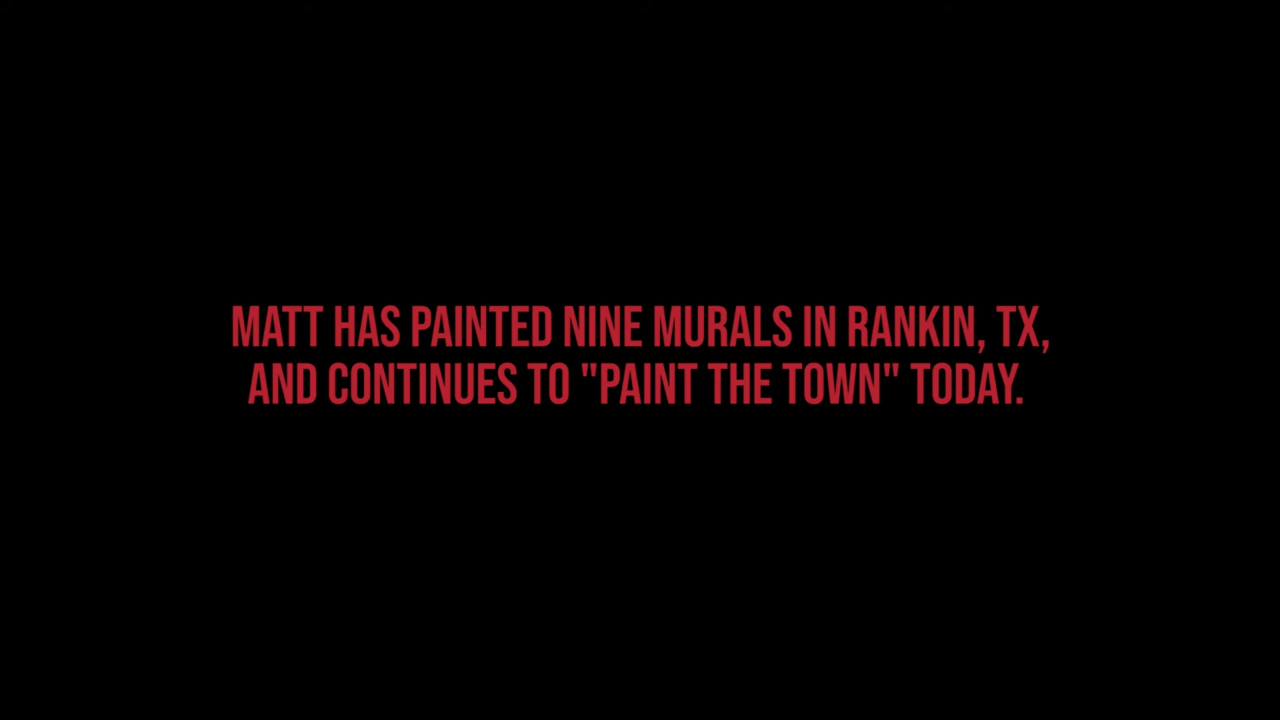 MATT HAS PAINTED NINE MURALS IN RANKIN, TX,
AND CONTINUES TO "PAINT THE TOWN" TODAY.